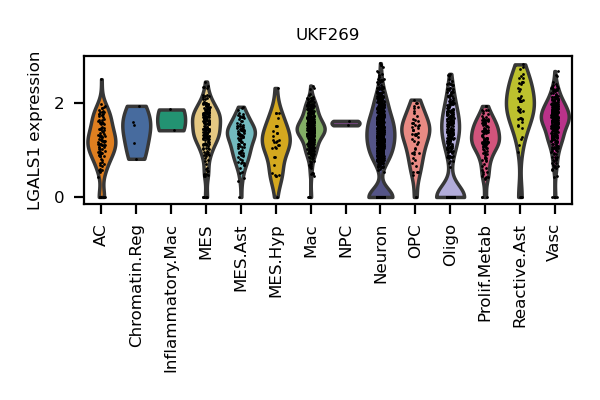 UKF269
LGALS1 expression
2
0
AC
Chromatin.Reg
Inflammatory.Mac
MES
MES.Ast
MES.Hyp
Mac
NPC
Neuron
OPC
Oligo
Prolif.Metab
Reactive.Ast
Vasc